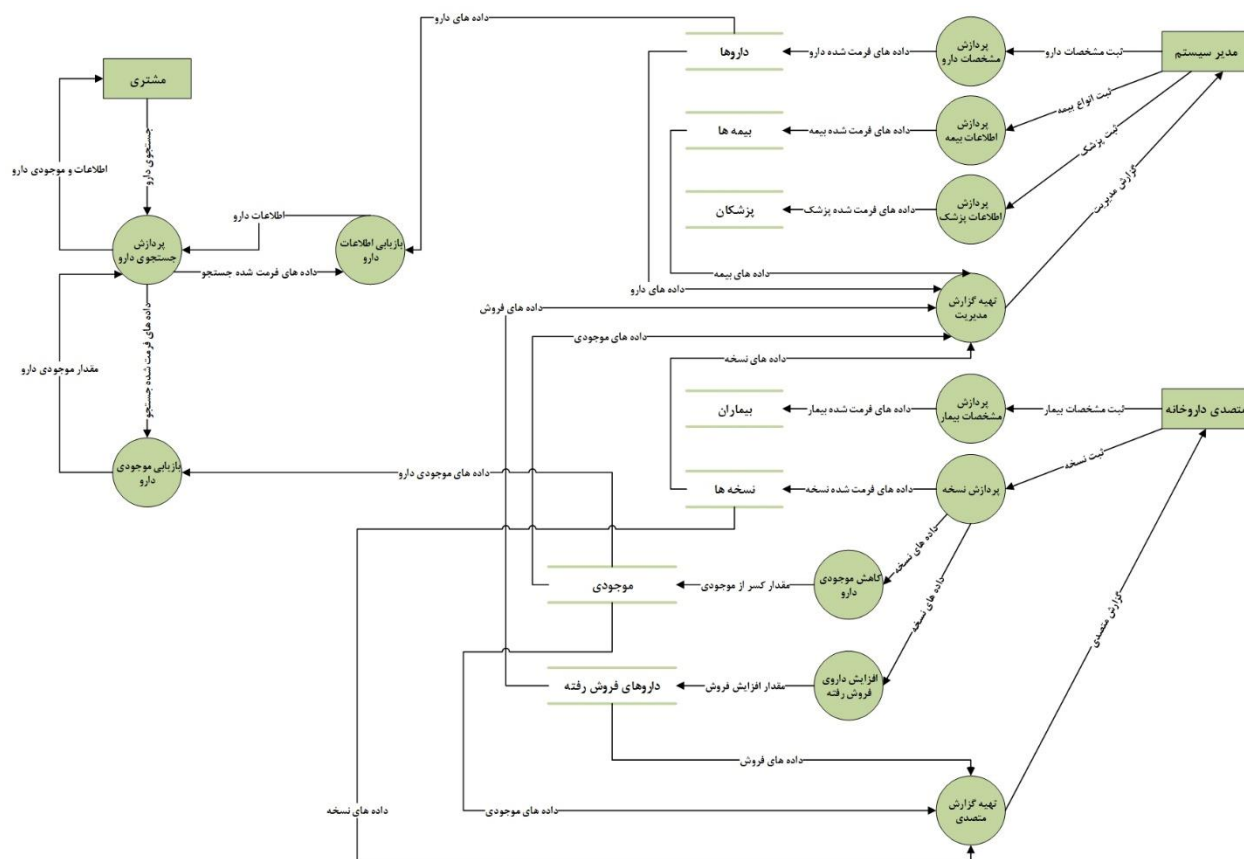 داده های دارو
داروها
داده های فرمت شده دارو
پردازش
مشخصات دارو
ثبت مشخصات دارو
مدیر سیستم
مشتری
جستجوی دارو
اطلاعات و موجودی دارو
بیمه ها
داده های فرمت شده بیمه
پردازش
اطلاعات بیمه
ثبت انواع بیمه
ثبت پزشک
گزارش مدیریت
پزشکان
داده های فرمت شده پزشک
پردازش
اطلاعات پزشک
اطلاعات دارو
پردازش
جستجوی دارو
بازیابی اطلاعات
دارو
داده های فرمت شده جستجو
داده های بیمه
داده های دارو
داده های فروش
تهیه گزارش
مدیریت
داده های موجودی
داده های نسخه
داده های فرمت شده جستجو
مقدار موجودی دارو
بیماران
داده های فرمت شده بیمار
پردازش
مشخصات بیمار
ثبت مشخصات بیمار
متصدی داروخانه
ثبت نسخه
بازیابی موجودی
دارو
داده های موجودی دارو
نسخه ها
داده های فرمت شده نسخه
پردازش نسخه
داده های نسخه
داده های نسخه
موجودی
مقدار کسر از موجودی
کاهش موجودی
دارو
گزارش متصدی
داروهای فروش رفته
مقدار افزایش فروش
افزایش داروی
فروش رفته
داده های فروش
داده های نسخه
داده های موجودی
تهیه گزارش
متصدی